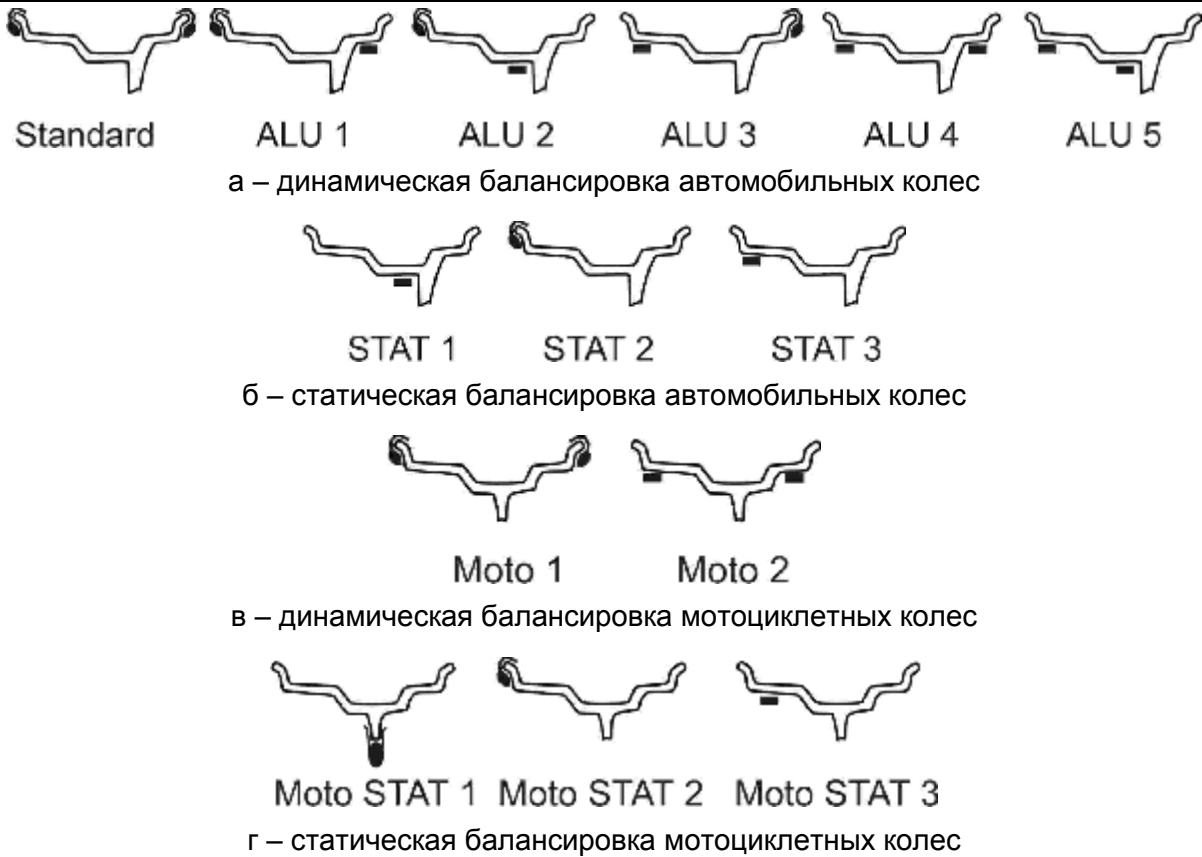 Standard ALU 1 ALU 2 ALU 3 ALU 4 ALU 5
а – динамическая балансировка автомобильных колес
STAT 1 STAT 2 STAT 3
б – статическая балансировка автомобильных колес
Moto 1 Moto 2
в – динамическая балансировка мотоциклетных колес
Moto STAT 1 Moto STAT 2 Moto STAT 3
г – статическая балансировка мотоциклетных колес